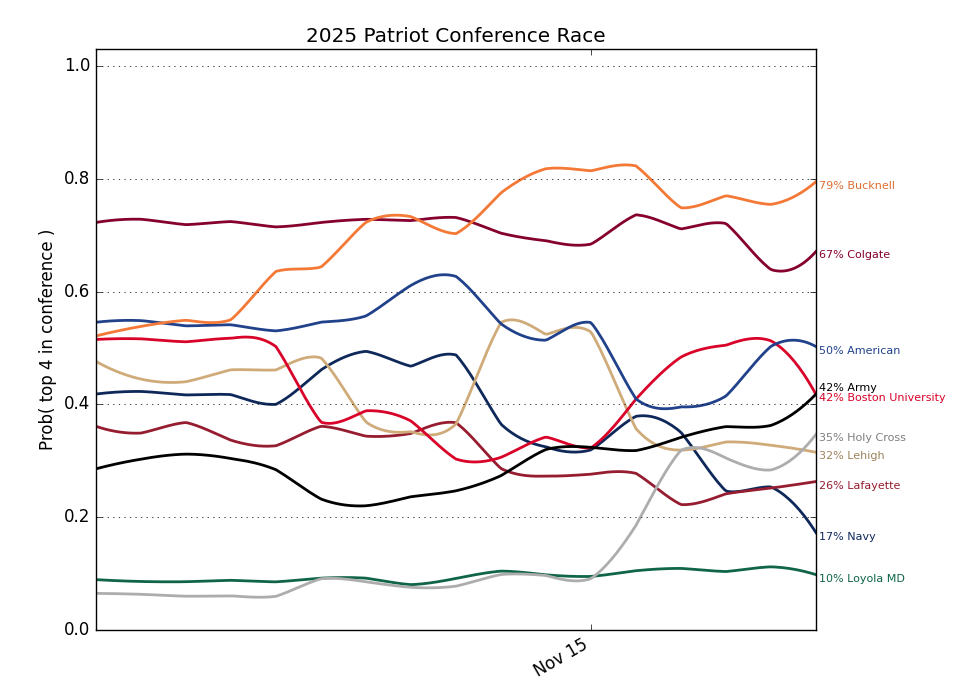 2025 Patriot Conference Race
Prob( top 4 in conference )
1.0
0.8
0.6
0.4
0.2
0.0
Nov 15
79% Bucknell
67% Colgate
50% American
42% Army
42% Boston University
35% Holy Cross
32% Lehigh
26% Lafayette
17% Navy
10% Loyola MD